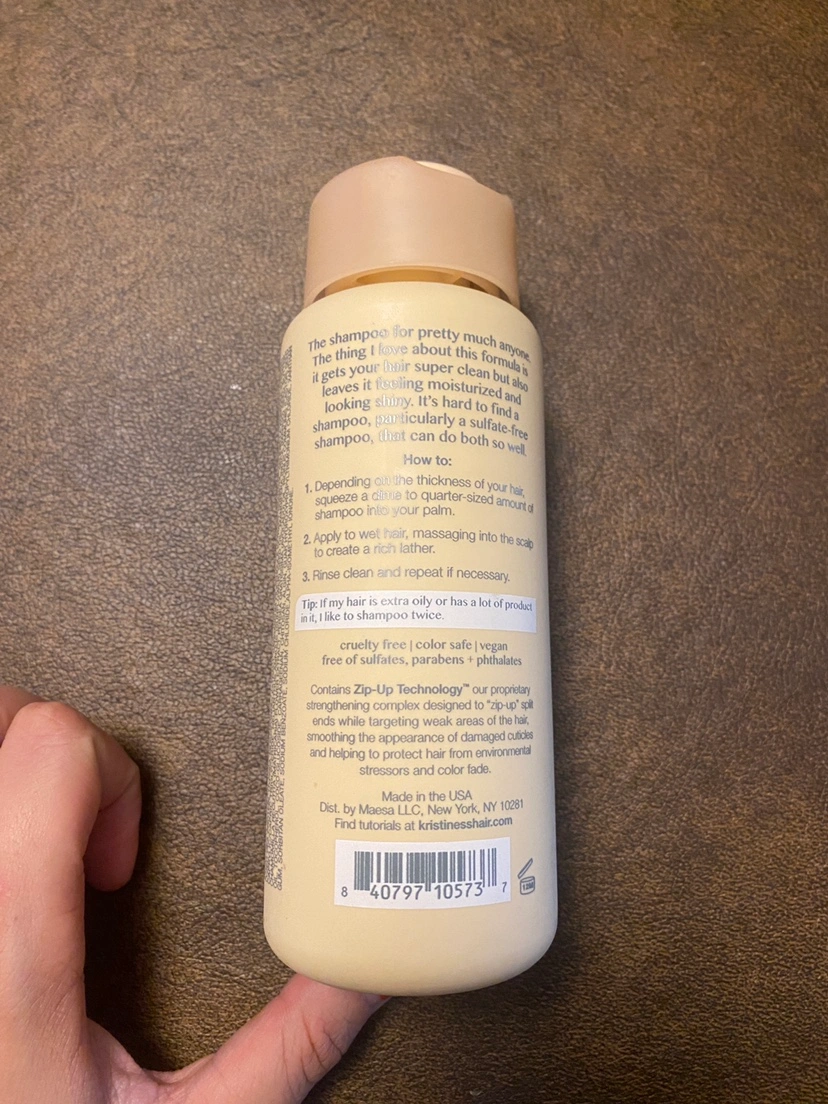 The shampoo for pretty much anyone.
The thing I love about this formula is
it gets your hair super clean but also
leaves it feeling moisturized and
looking shiny. It's hard to find a
shampoo, particularly a sulfate-free
shampoo, that can do both so well.
How to:
1. Depending on the thickness of your hair,
squeeze a dime to quarter-sized amount of
shampoo into your palm.
2. Apply to wet hair, massaging into the scalp
to create a rich lather.
3. Rinse clean and repeat if necessary.
Tip: If my hair is extra oily or has a lot of product
in it, I like to shampoo twice.
cruelty free | color safe | vegan
free of sulfates, parabens + phthalates
Contains Zip-Up Technology™ our proprietary
strengthening complex designed to "zip-up" split
ends while targeting weak areas of the hair,
smoothing the appearance of damaged cuticles
and helping to protect hair from environmental
stressors and color fade.
Made in the USA
Dist. by Maesa LLC, New York, NY 10281
Find tutorials at kristinesshair.com
8 40797 10573 7